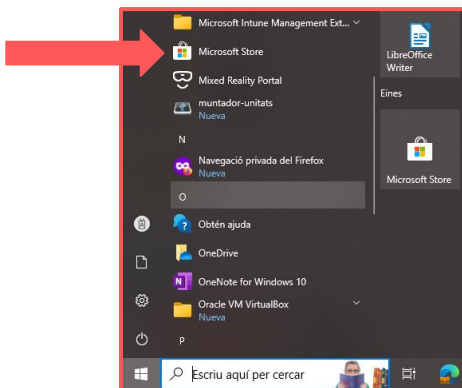 Microsoft Intune Management Ext...
Microsoft Store
Mixed Reality Portal
muntador-unitats
Nueva
N
Navegació privada del Firefox
Nueva
O
Obtén ajuda
OneDrive
OneNote for Windows 10
Oracle VM VirtualBox
Nueva
P
LibreOffice
Writer
Eines
Microsoft Store
Escriu aquí per cercar